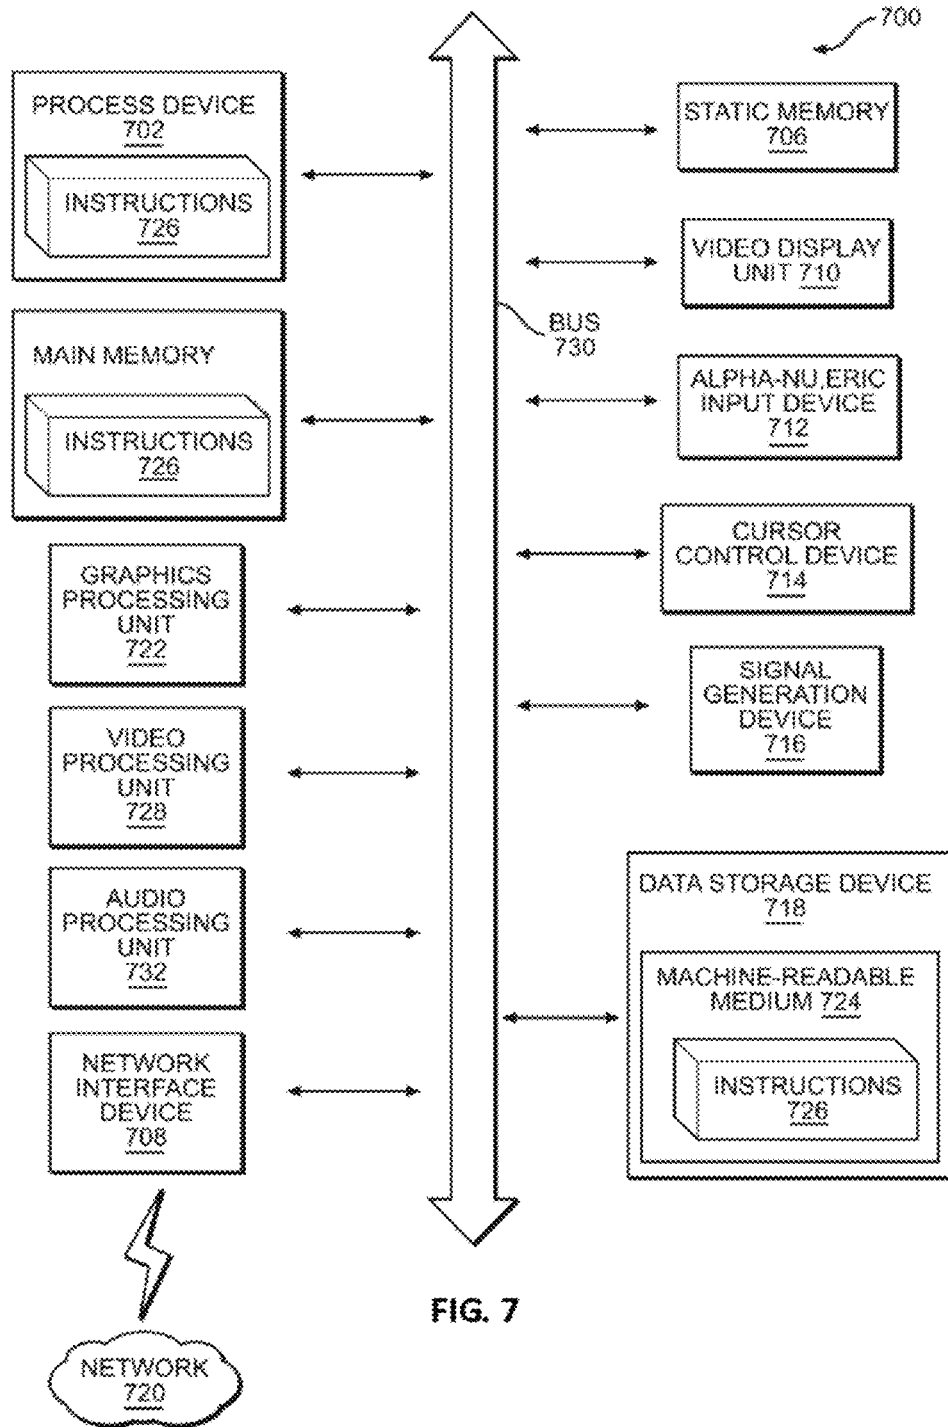 700
PROCESS DEVICE
702
INSTRUCTIONS
726
MAIN MEMORY
INSTRUCTIONS
726
GRAPHICS
PROCESSING
UNIT
722
VIDEO
PROCESSING
UNIT
728
AUDIO
PROCESSING
UNIT
732
NETWORK
INTERFACE
DEVICE
708
NETWORK
720
BUS
730
STATIC MEMORY
706
VIDEO DISPLAY
UNIT 710
ALPHA-NU,ERIC
INPUT DEVICE
712
CURSOR
CONTROL DEVICE
714
SIGNAL
GENERATION
DEVICE
716
DATA STORAGE DEVICE
718
MACHINE-READABLE
MEDIUM 724
INSTRUCTIONS
726
FIG. 7